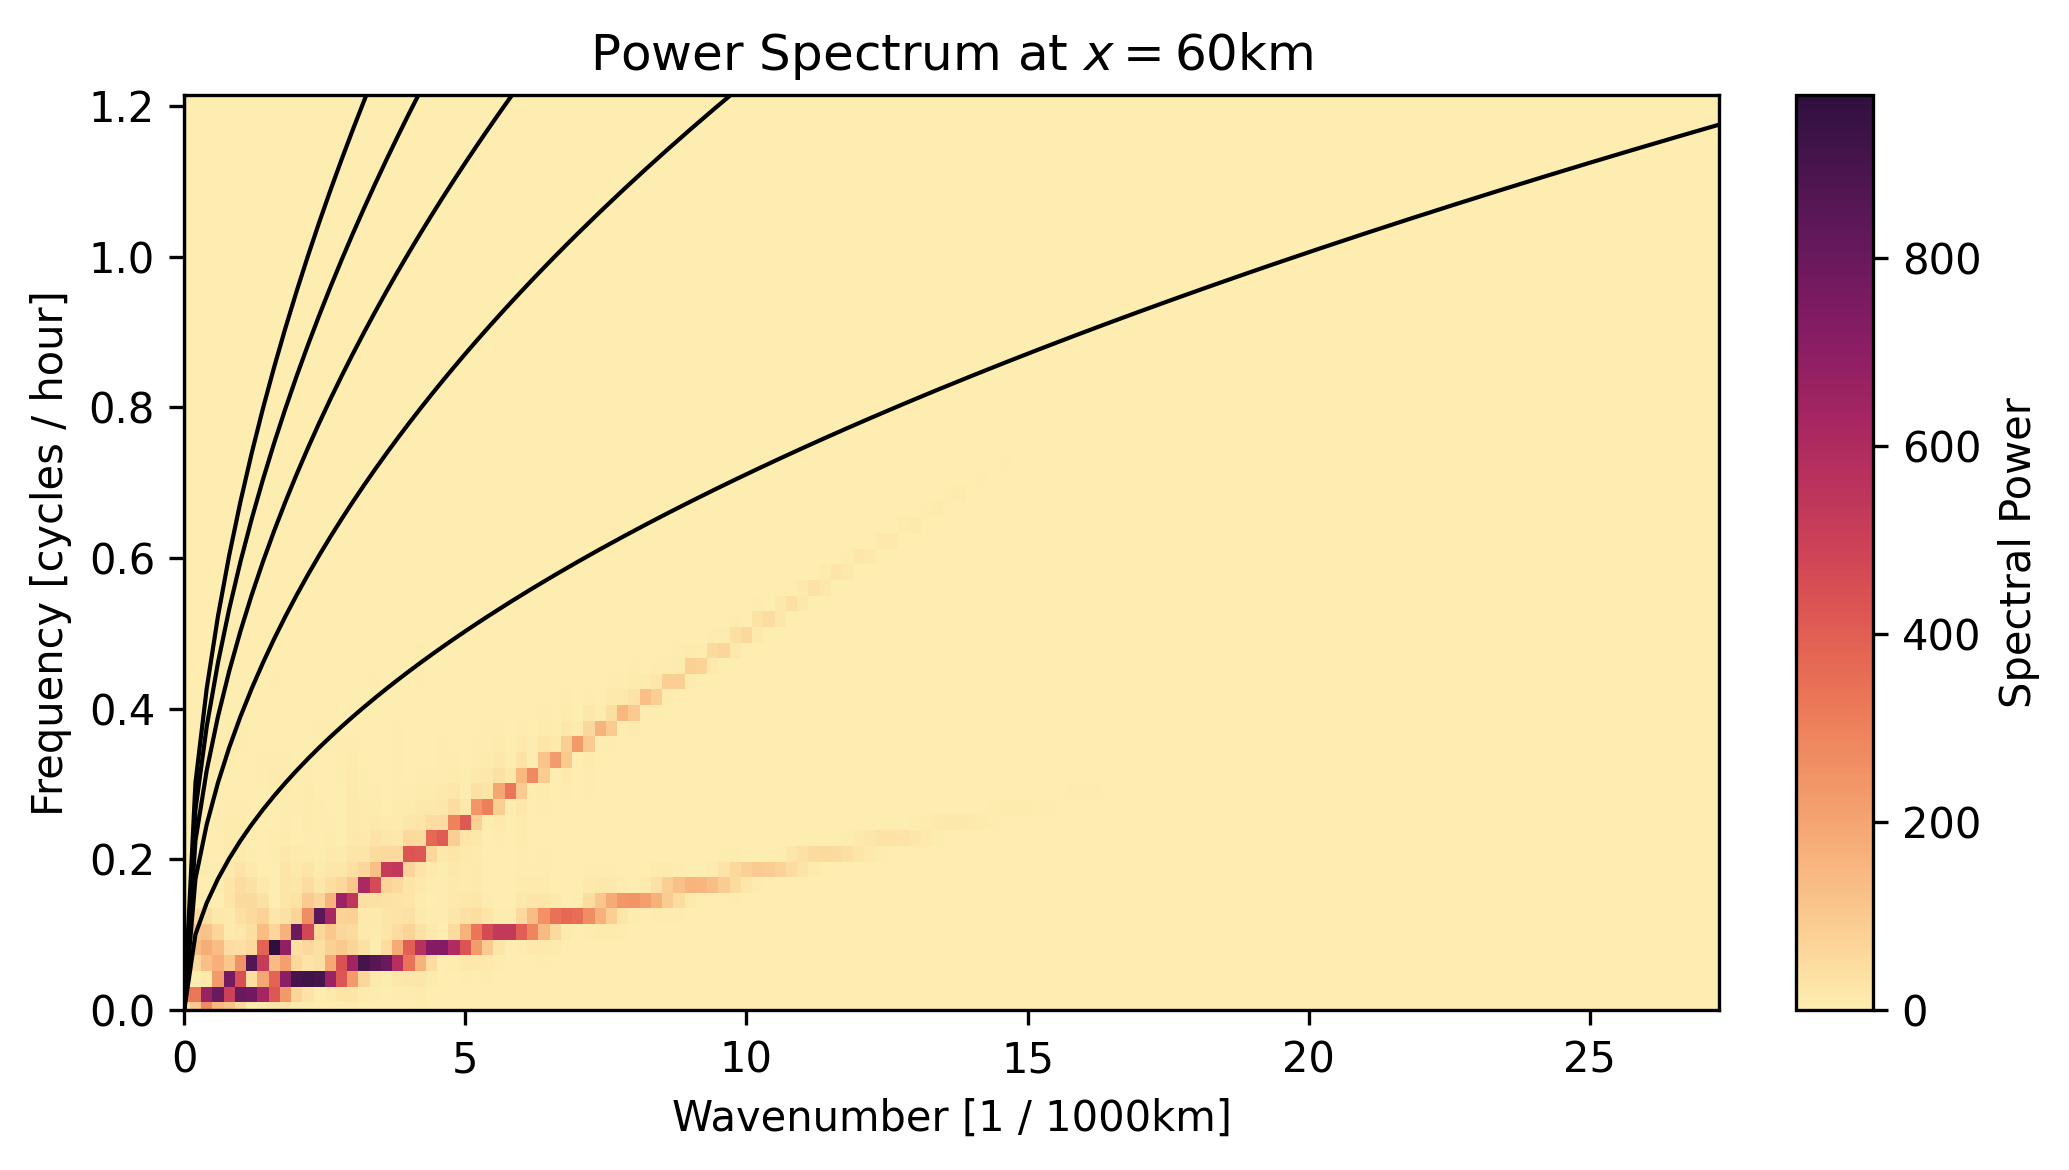 Power Spectrum at x = 60km
1.2
1.0
0.8
0.6
0.4
0.2
0.0
Frequency [cycles / hour]
0 5 10 15 20 25
Wavenumber [1 / 1000km]
800
600
400
200
0
Spectral Power